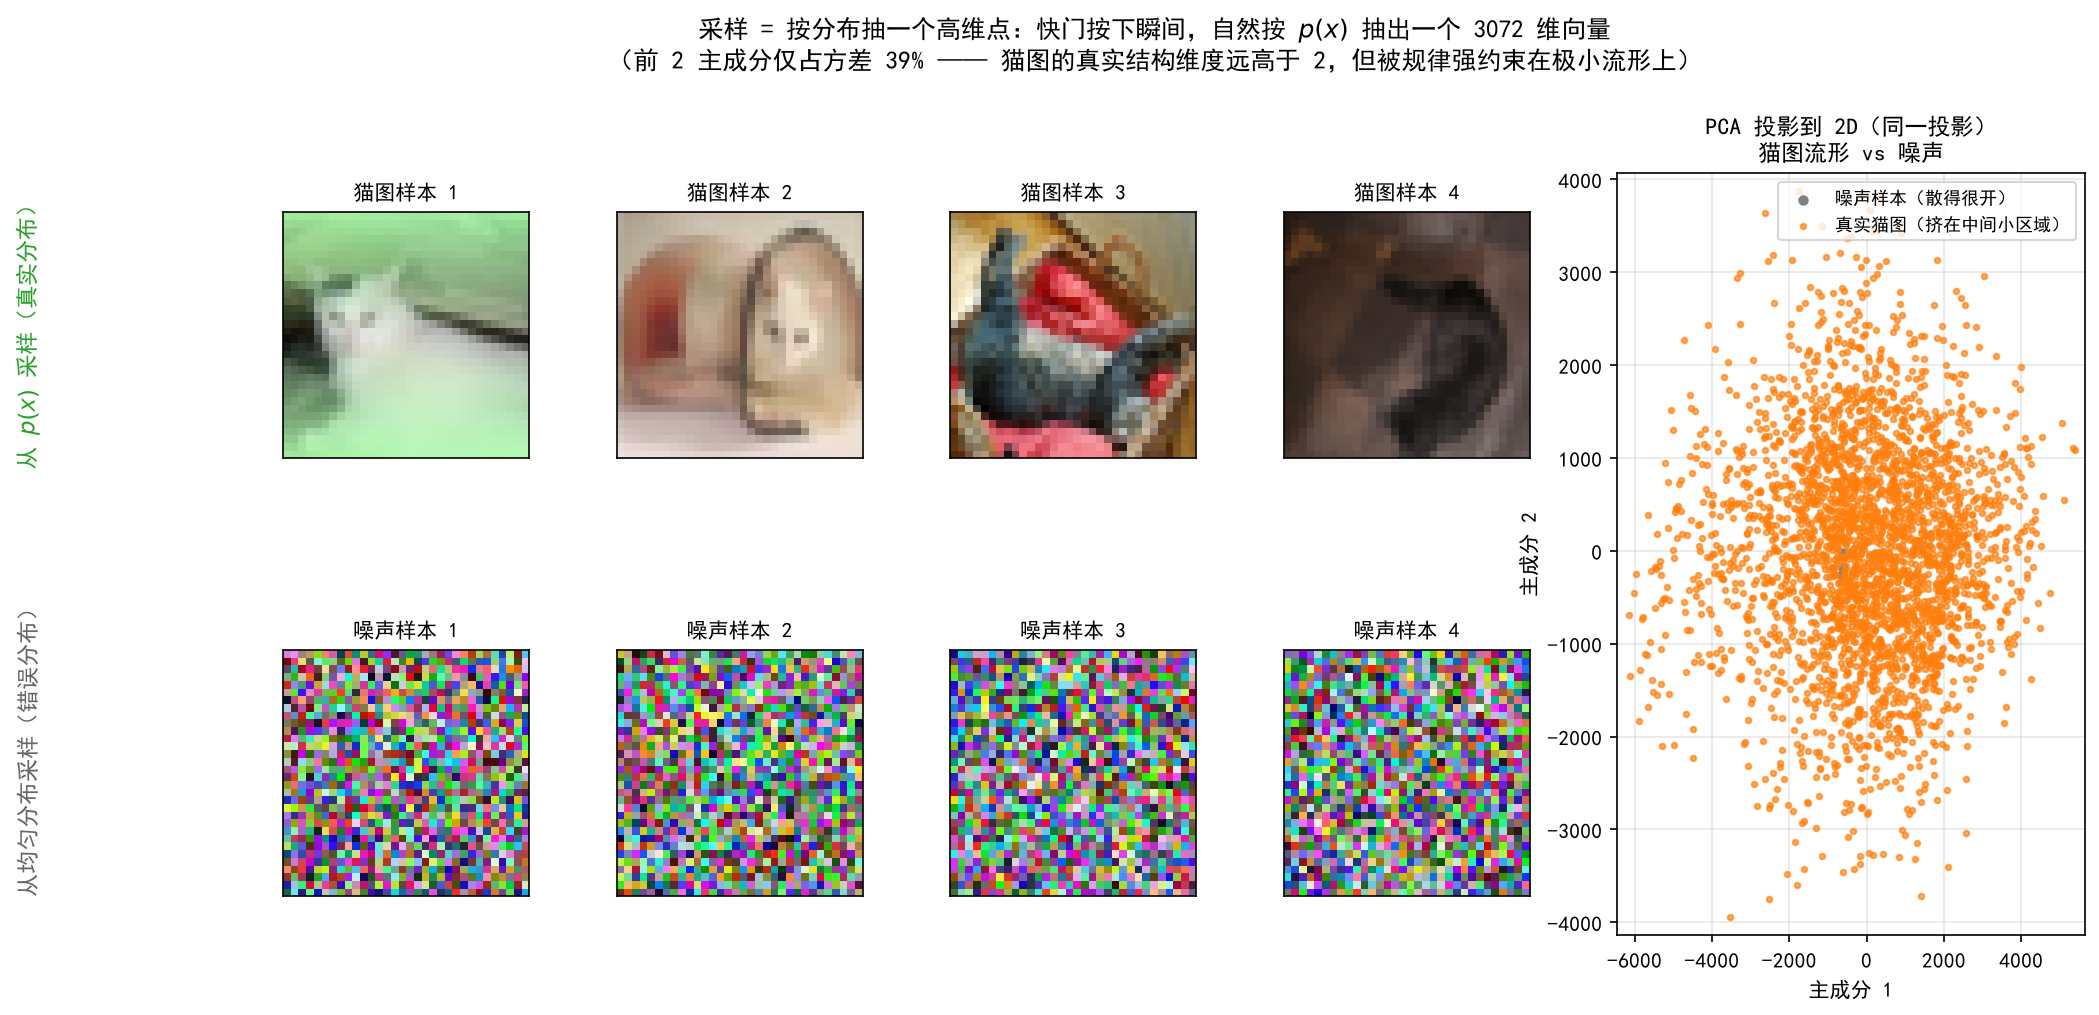 采样 = 按分布抽一个高维点：快门按下瞬间，自然按 p(x) 抽出一个 3072 维向量
（前 2 主成分仅占方差 39% —— 猫图的真实结构维度远高于 2，但被规律强约束在极小流形上）
从 p(x) 采样（真实分布）
猫图样本 1
猫图样本 2
猫图样本 3
猫图样本 4
从均匀分布采样（错误分布）
噪声样本 1
噪声样本 2
噪声样本 3
噪声样本 4
PCA 投影到 2D（同一投影）
猫图流形 vs 噪声
噪声样本（散得很开）
真实猫图（挤在中间小区域）
主成分 2
4000
3000
2000
1000
0
−1000
−2000
−3000
−4000
−6000 −4000 −2000 0 2000 4000
主成分 1